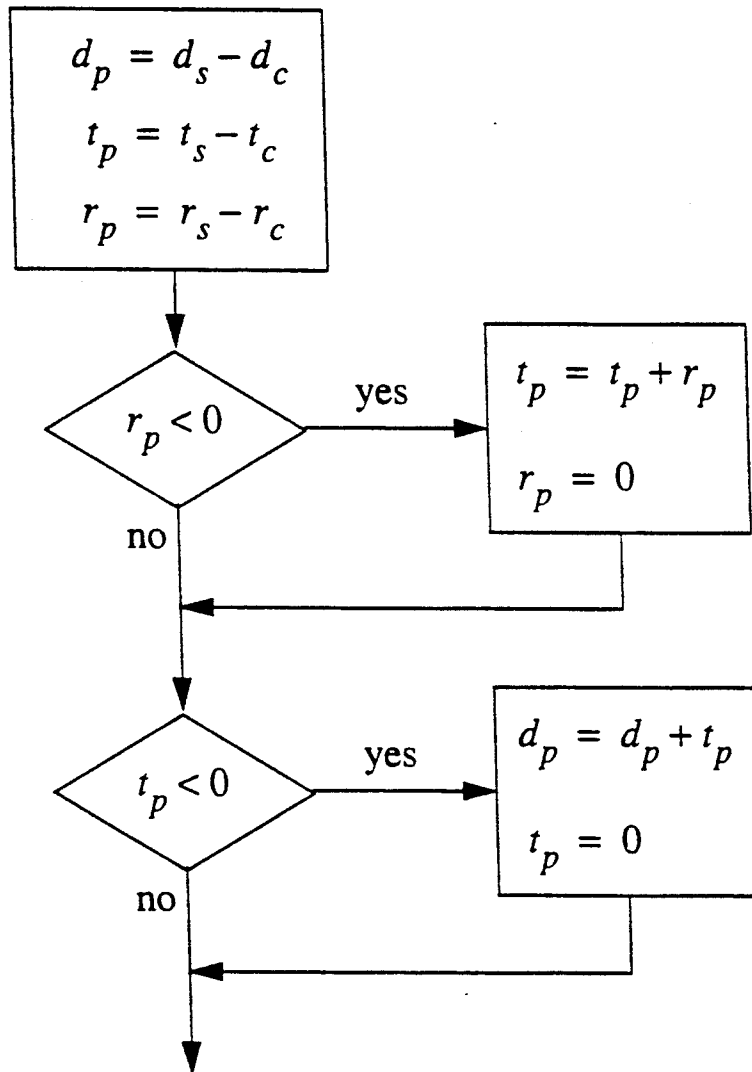 d_p = d_s - d_c
t_p = t_s - t_c
r_p = r_s - r_c
r_p < 0
yes
t_p = t_p + r_p
r_p = 0
no
t_p < 0
yes
d_p = d_p + t_p
t_p = 0
no